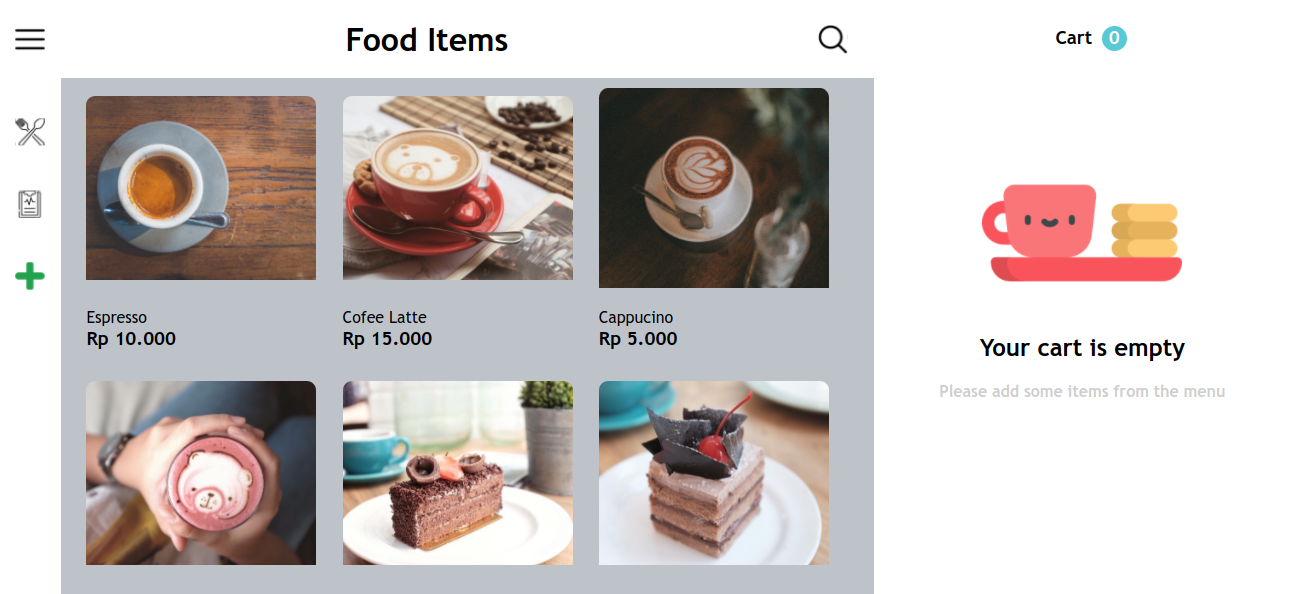 Food Items
Cart 0
Espresso
Rp 10.000
Cofee Latte
Rp 15.000
Cappucino
Rp 5.000
Your cart is empty
Please add some items from the menu